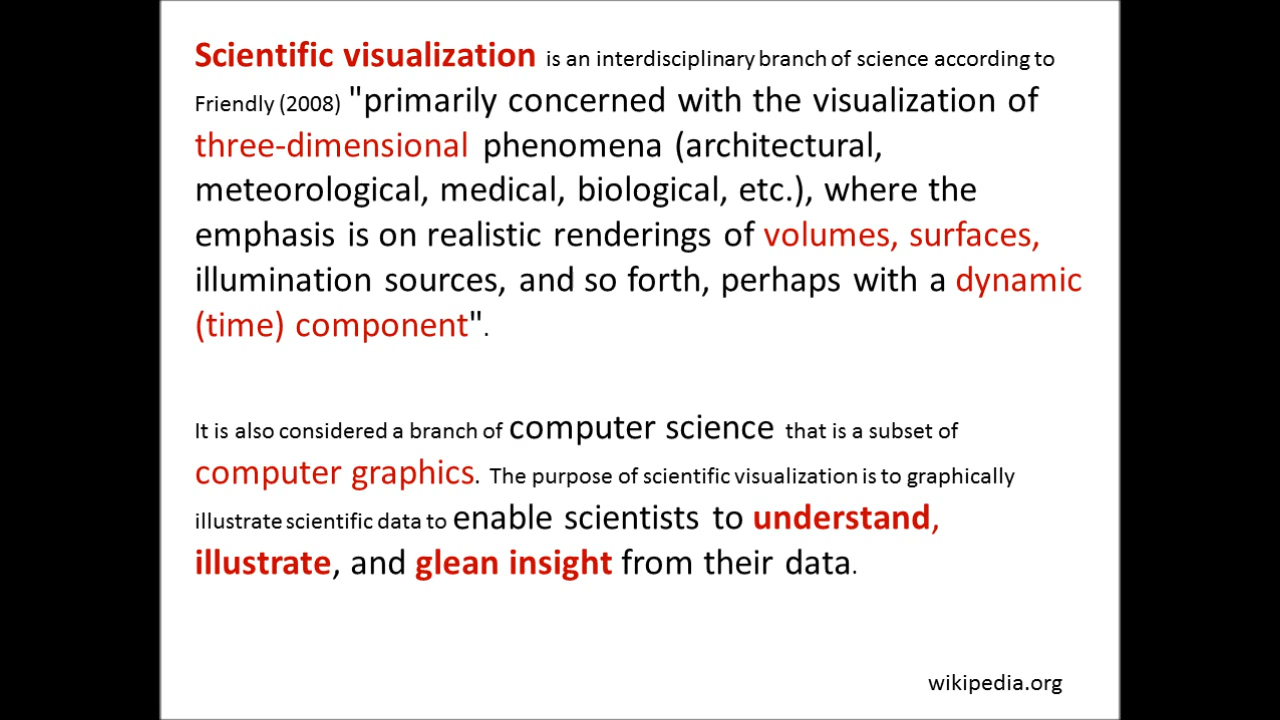 Scientific visualization is an interdisciplinary branch of science according to
Friendly (2008) "primarily concerned with the visualization of
three-dimensional phenomena (architectural,
meteorological, medical, biological, etc.), where the
emphasis is on realistic renderings of volumes, surfaces,
illumination sources, and so forth, perhaps with a dynamic
(time) component".
It is also considered a branch of computer science that is a subset of
computer graphics. The purpose of scientific visualization is to graphically
illustrate scientific data to enable scientists to understand,
illustrate, and glean insight from their data.
wikipedia.org